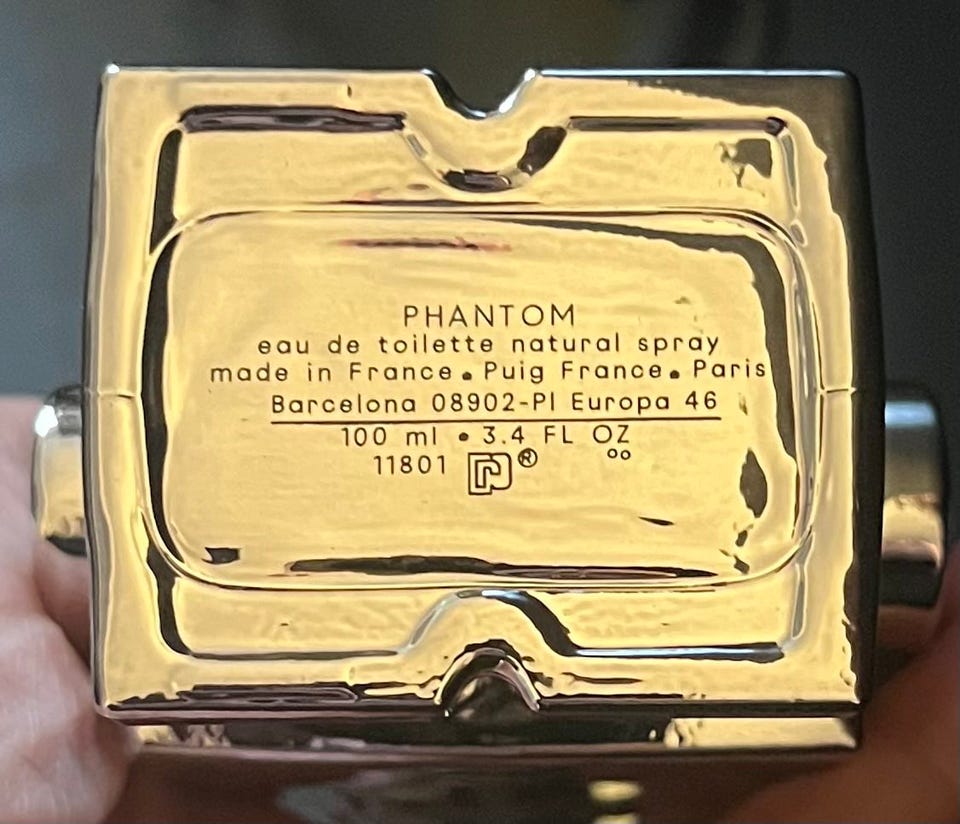 PHANTOM
eau de toilette natural spray
made in France • Puig France • Paris
Barcelona 08902-Pl Europa 46
100 ml • 3.4 FL OZ
11801 ®